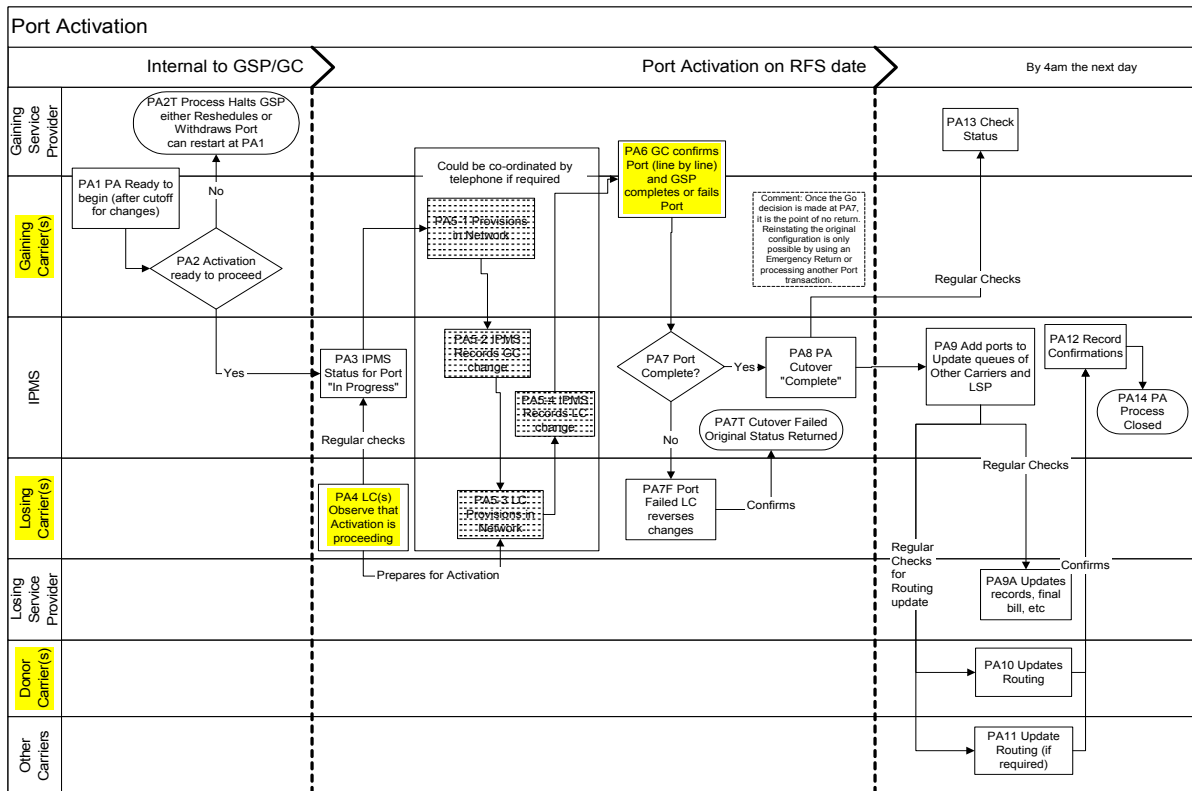 Port Activation
Internal to GSP/GC
Port Activation on RFS date
By 4am the next day
Gaining
Service
Provider
PA2T Process Halts GSP
either Reschedules or
Withdraws Port
can restart at PA1
Could be co-ordinated by
telephone if required
PA6 GC confirms
Port (line by line)
and GSP
completes or fails
Port
PA13 Check
Status
Gaining
Carrier(s)
PA1 PA Ready to
begin (after cutoff
for changes)
No
PA2 Activation
ready to proceed
PA5-1 Provisions
in Network
Comment: Once the Go
decision is made at PA7,
it is the point of no return.
Reinstating the original
configuration is only
possible by using an
Emergency Return or
processing another Port
transaction.
Regular Checks
IPMS
Yes
PA3 IPMS
Status for Port
"In Progress"
Regular checks
PA5-2 IPMS
Records GC
change
PA5-4 IPMS
Records LC
change
PA7 Port
Complete?
Yes
PA8 PA
Cutover
"Complete"
No
PA7T Cutover Failed
Original Status Returned
PA9 Add ports to
Update queues of
Other Carriers and
LSP
PA12 Record
Confirmations
PA14 PA
Process
Closed
Losing
Carrier(s)
PA4 LC(s)
Observe that
Activation is
proceeding
PA5-3 LC
Provisions in
Network
PA7F Port
Failed LC
reverses
changes
Confirms
Regular Checks
Losing
Service
Provider
Prepares for Activation
Regular
Checks
for
Routing
update
Confirms
PA9A Updates
records, final
bill, etc
Donor
Carrier(s)
PA10 Updates
Routing
Other
Carriers
PA11 Update
Routing (if
required)